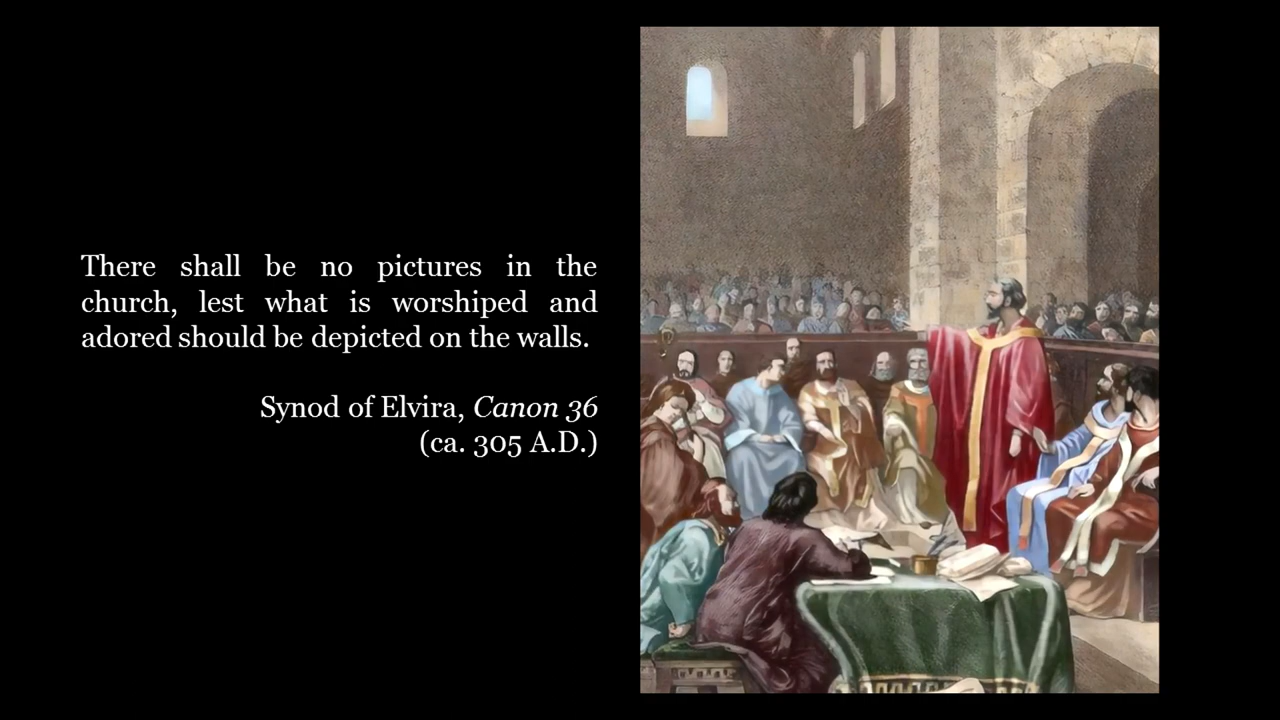 There shall be no pictures in the
church, lest what is worshiped and
adored should be depicted on the walls.
Synod of Elvira, Canon 36
(ca. 305 A.D.)